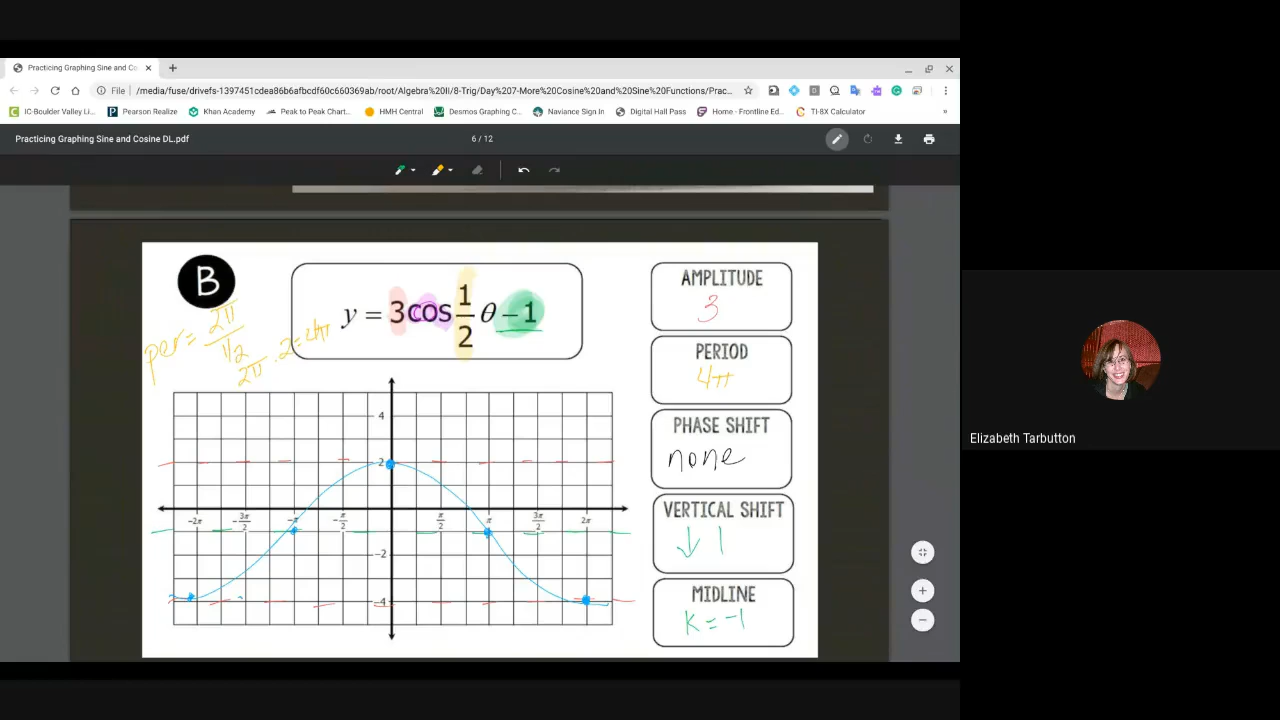 Practicing Graphing Sine and Co
File | /media/fuse/drivefs-1397451cdea86b6afbcdf60c660369ab/root/Algebra%20II/8-Trig/Day%207-More%20Cosine%20and%20Sine%20Functions/Prac...
IC-Boulder Valley Li... Pearson Realize Khan Academy Peak to Peak Chart... HMH Central Desmos Graphing C... Naviance Sign In Digital Hall Pass Home - Frontline Ed... TI-8X Calculator »
Practicing Graphing Sine and Cosine DL.pdf
6 / 12
B
y = 3cos 1/2 θ −1
per = 2π / 1/2
2π · 2 = 4π
4
2
−2π −3π/2 −π −π/2 π/2 π 3π/2 2π
−2
−4
AMPLITUDE
3
PERIOD
4π
PHASE SHIFT
none
VERTICAL SHIFT
↓ 1
MIDLINE
K = -1
Elizabeth Tarbutton